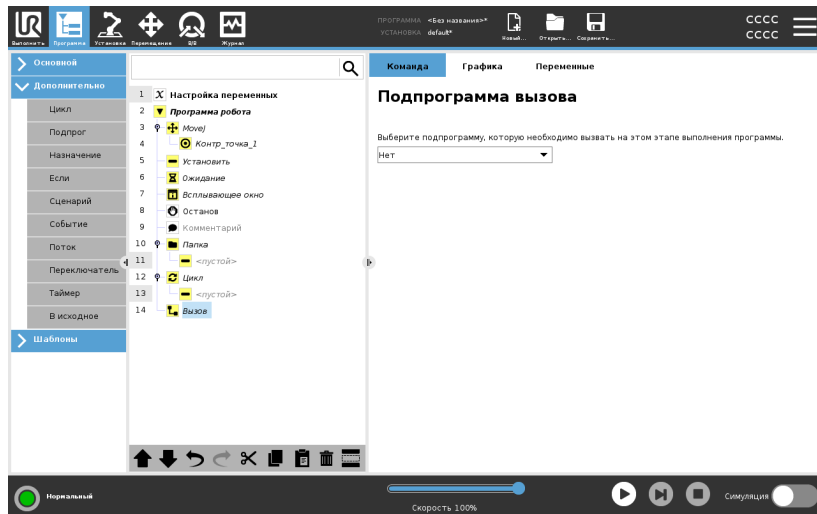 UR
Выполнить Программа Установка Перемещение В/В Журнал
ПРОГРАММА <Без названия>*
УСТАНОВКА default*
Новый... Открыть... Сохранить...
CCCC
CCCC
Основной
Дополнительно
Цикл
Подпрог
Назначение
Если
Сценарий
Событие
Поток
Переключатель
Таймер
В исходное
Шаблоны
1 X Настройка переменных
2 Программа робота
3 MoveJ
4 Контр_точка_1
5 Установить
6 Ожидание
7 Всплывающее окно
8 Останов
9 Комментарий
10 Папка
11 <пустой>
12 Цикл
13 <пустой>
14 Вызов
Команда Графика Переменные
Подпрограмма вызова
Выберите подпрограмму, которую необходимо вызвать на этом этапе выполнения программы.
Нет
Нормальный
Скорость 100%
Симуляция